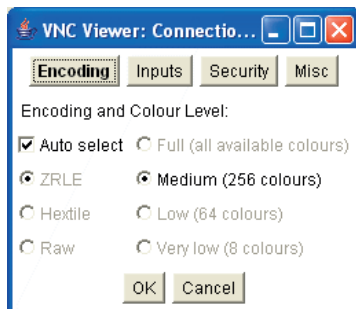 VNC Viewer: Connectio...
Encoding Inputs Security Misc
Encoding and Colour Level:
Auto select Full (all available colours)
ZRLE Medium (256 colours)
Hextile Low (64 colours)
Raw Very low (8 colours)
OK Cancel